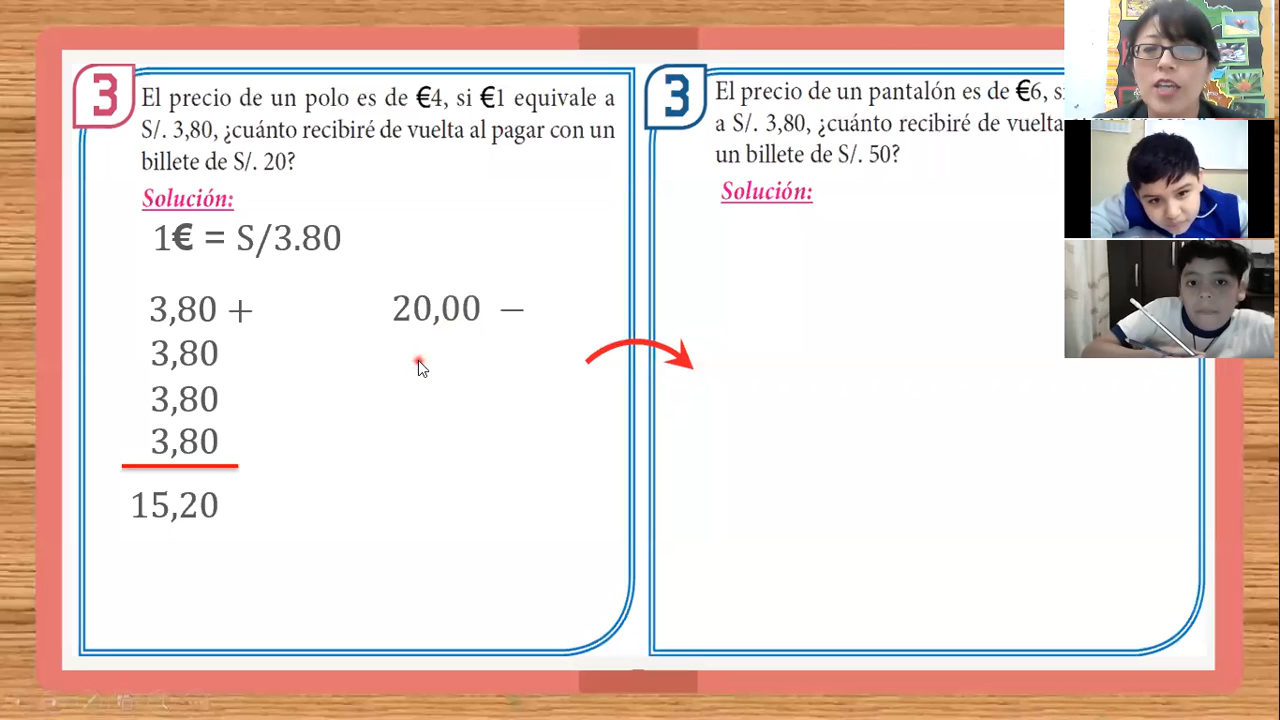 3
El precio de un polo es de €4, si €1 equivale a
S/. 3,80, ¿cuánto recibiré de vuelta al pagar con un
billete de S/. 20?
Solución:
1€ = S/3.80
3,80 +
3,80
3,80
3,80
15,20
20,00 −
3
El precio de un pantalón es de €6,
a S/. 3,80, ¿cuánto recibiré de vuelta
un billete de S/. 50?
Solución: